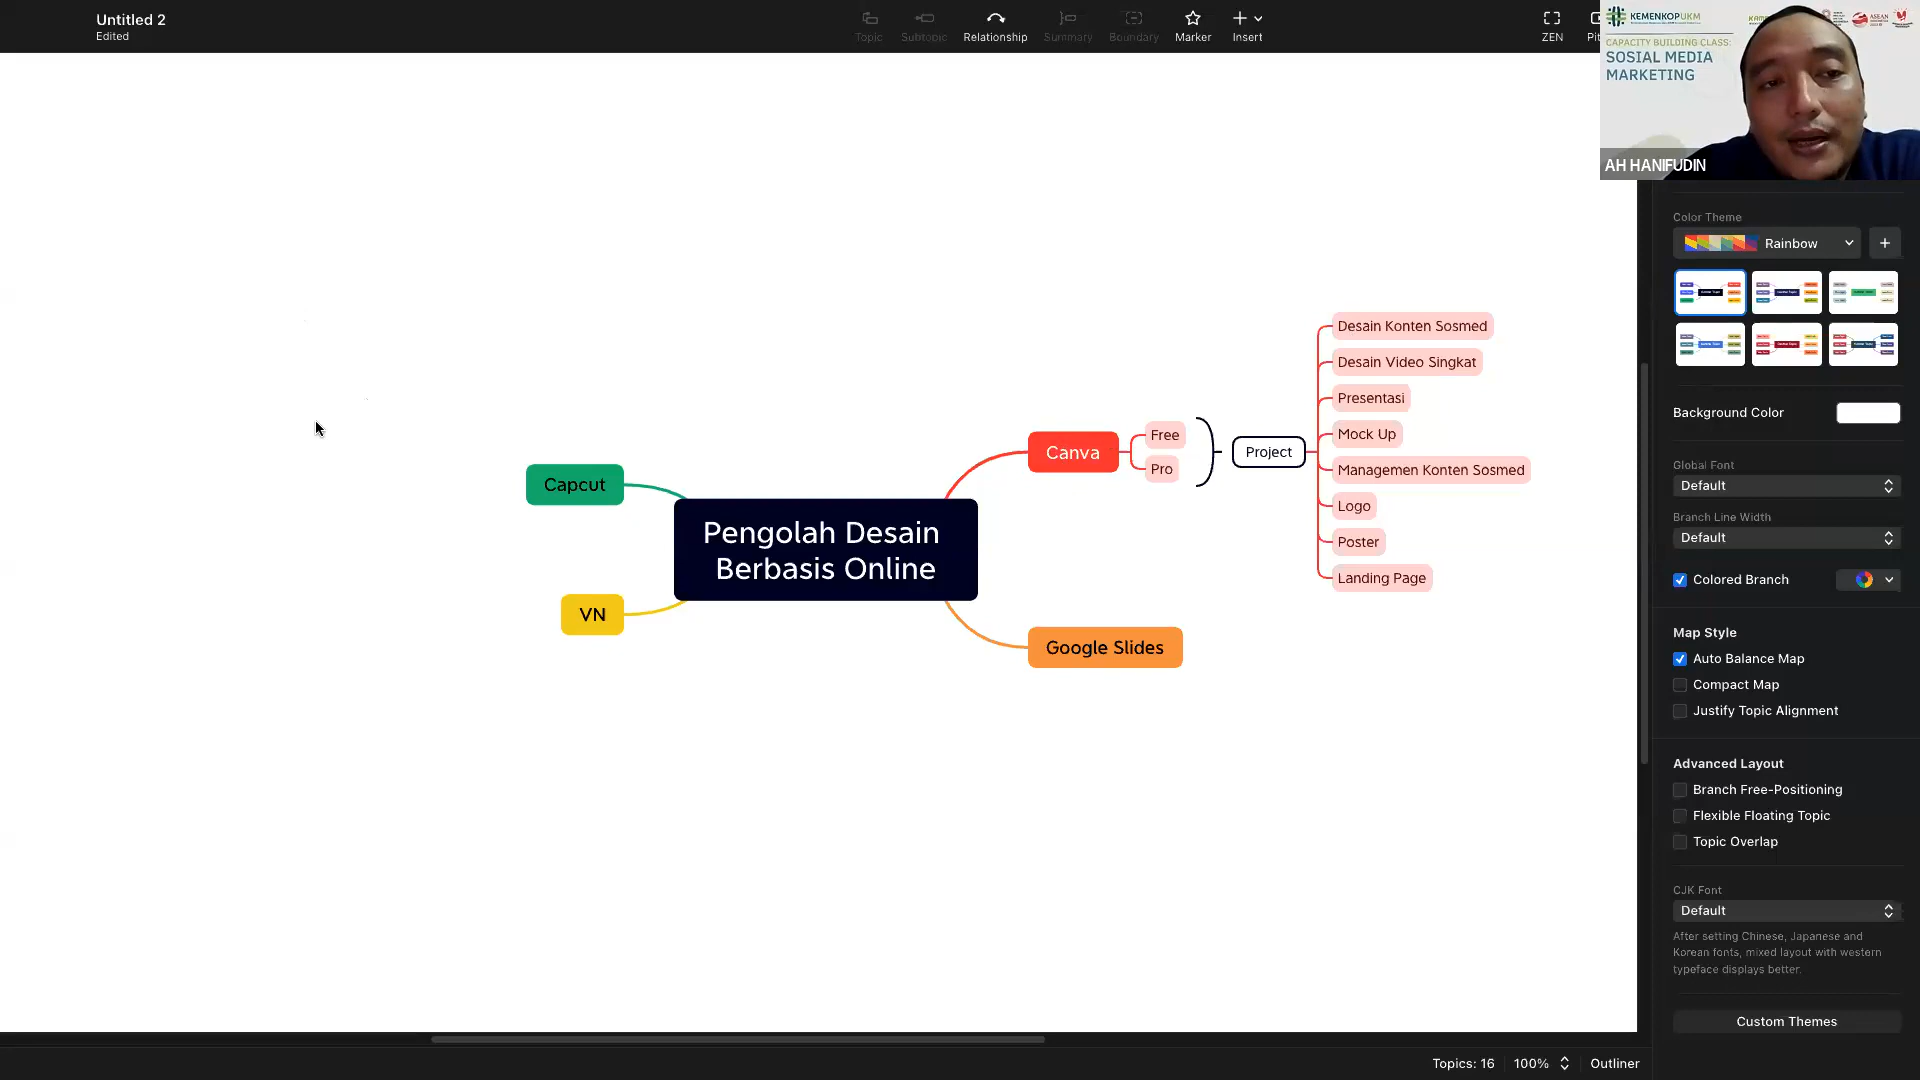 Untitled 2
Edited
Topic
Subtopic
Relationship
Summary
Boundary
Marker
Insert
ZEN
KEMENKOPUKM
CAPACITY BUILDING CLASS:
SOSIAL MEDIA
MARKETING
ASEAN
AH HANIFUDIN
Capcut
VN
Pengolah Desain
Berbasis Online
Canva
Free
Pro
Project
Desain Konten Sosmed
Desain Video Singkat
Presentasi
Mock Up
Managemen Konten Sosmed
Logo
Poster
Landing Page
Google Slides
Color Theme
Rainbow
Background Color
Global Font
Default
Branch Line Width
Default
Colored Branch
Map Style
Auto Balance Map
Compact Map
Justify Topic Alignment
Advanced Layout
Branch Free-Positioning
Flexible Floating Topic
Topic Overlap
CJK Font
Default
After setting Chinese, Japanese and
Korean fonts, mixed layout with western
typeface displays better.
Custom Themes
Topics: 16
100%
Outliner